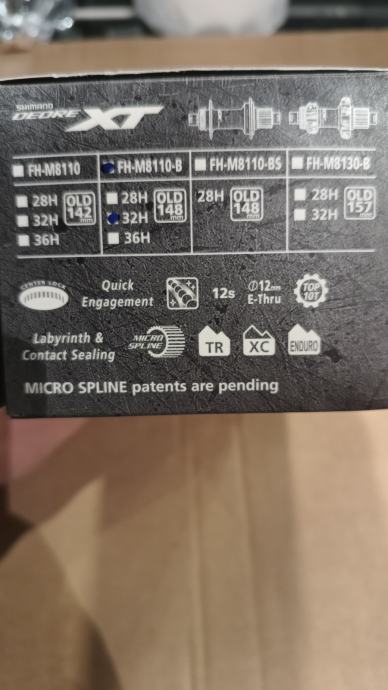 SHIMANO
DEORE XT
FH-M8110 FH-M8110-B FH-M8110-BS FH-M8130-B
28H 32H 36H OLD 142 mm
28H 32H 36H OLD 148 mm
28H OLD 148 mm
28H 32H OLD 157 mm
CENTER LOCK
Quick Engagement
12s
∅12mm E-Thru
TOP 10T
Labyrinth & Contact Sealing
MICRO SPLINE
TR
XC
ENDURO
MICRO SPLINE patents are pending